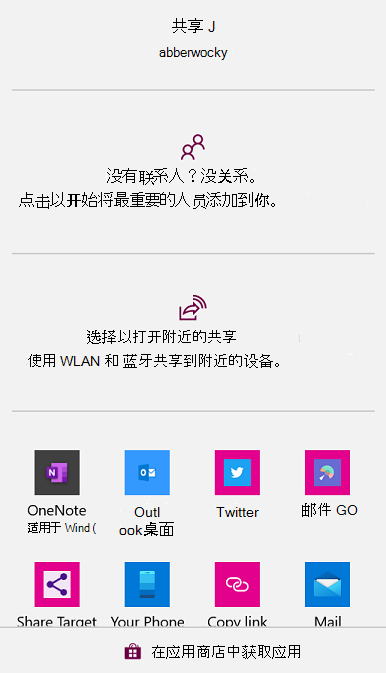 共享 J
abberwocky
没有联系人？没关系。
点击以开始将最重要的人员添加到你。
选择以打开附近的共享
使用 WLAN 和 蓝牙共享到附近的设备。
OneNote
适用于 Wind (
Outl
ook桌面
Twitter
邮件 GO
Share Target
Your Phone
Copy link
Mail
在应用商店中获取应用